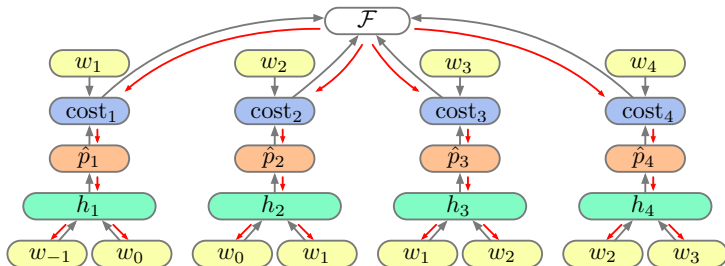 𝓕
w₁ w₂ w₃ w₄
cost₁ cost₂ cost₃ cost₄
p̂₁ p̂₂ p̂₃ p̂₄
h₁ h₂ h₃ h₄
w₋₁ w₀ w₀ w₁ w₁ w₂ w₂ w₃